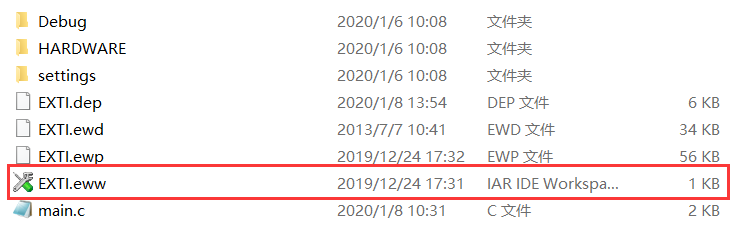 Debug 2020/1/6 10:08 文件夹
HARDWARE 2020/1/6 10:08 文件夹
settings 2020/1/6 10:08 文件夹
EXTI.dep 2020/1/8 13:54 DEP 文件 6 KB
EXTI.ewd 2013/7/7 10:41 EWD 文件 34 KB
EXTI.ewp 2019/12/24 17:32 EWP 文件 56 KB
EXTI.eww 2019/12/24 17:31 IAR IDE Workspa... 1 KB
main.c 2020/1/8 10:31 C 文件 2 KB